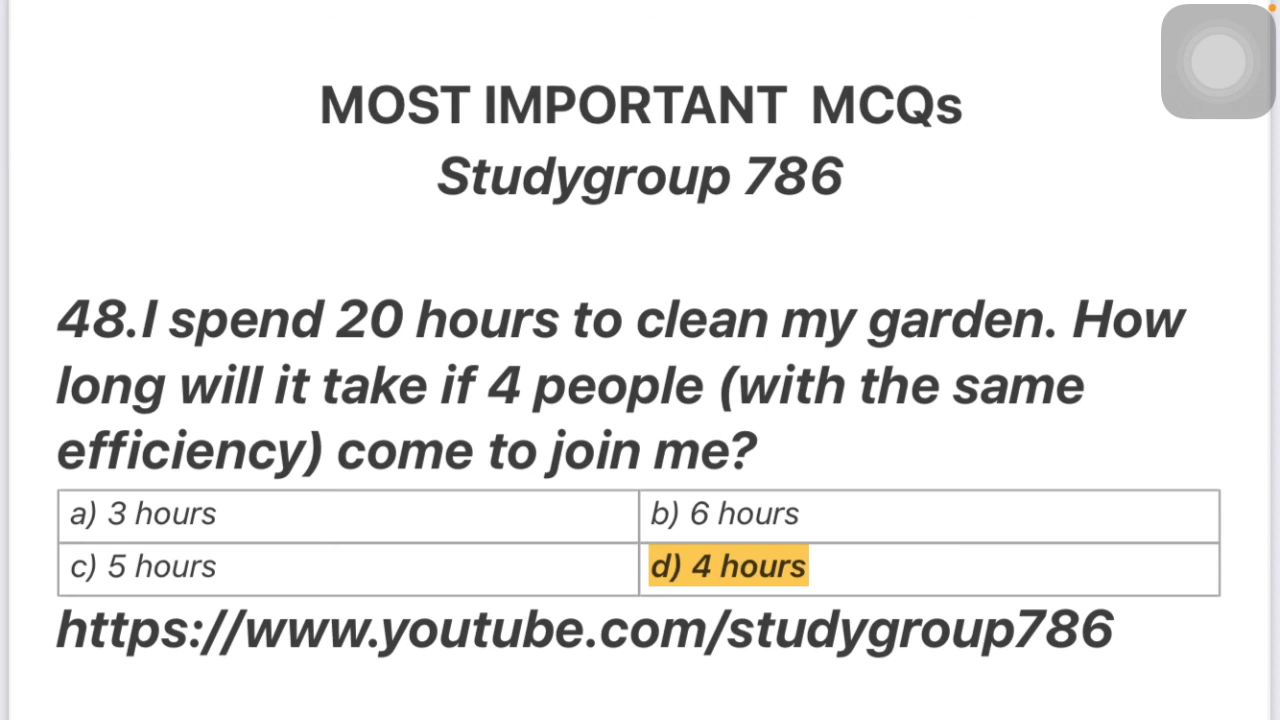 MOST IMPORTANT MCQs
Studygroup 786
48.I spend 20 hours to clean my garden. How
long will it take if 4 people (with the same
efficiency) come to join me?
a) 3 hours
b) 6 hours
c) 5 hours
d) 4 hours
https://www.youtube.com/studygroup786